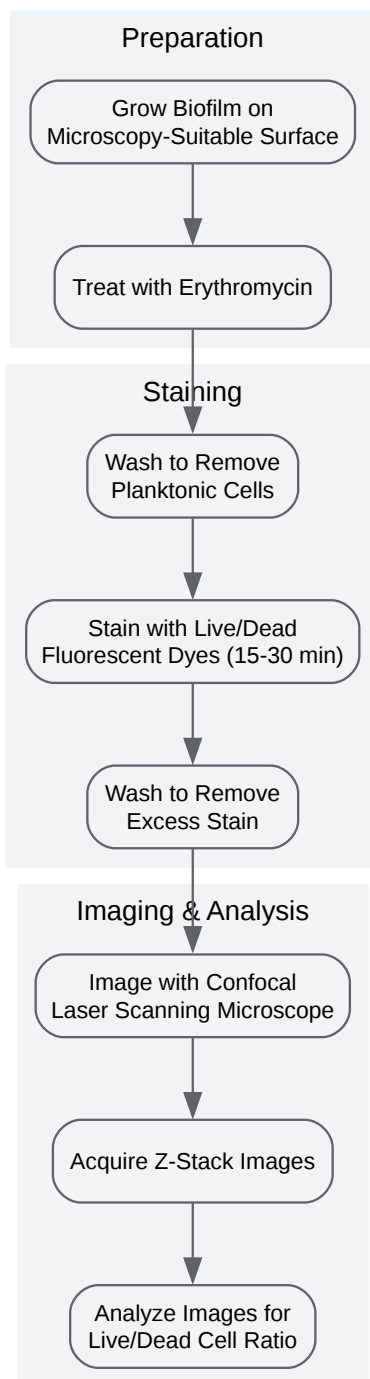 Preparation
Grow Biofilm on
Microscopy-Suitable Surface
Treat with Erythromycin
Staining
Wash to Remove
Planktonic Cells
Stain with Live/Dead
Fluorescent Dyes (15-30 min)
Wash to Remove
Excess Stain
Imaging & Analysis
Image with Confocal
Laser Scanning Microscope
Acquire Z-Stack Images
Analyze Images for
Live/Dead Cell Ratio